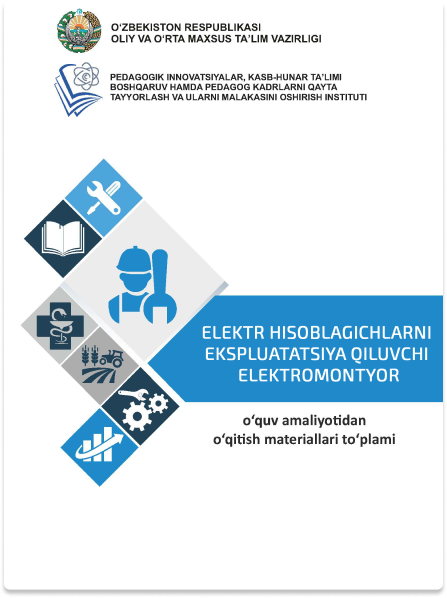 O‘ZBEKISTON RESPUBLIKASI
OLIY VA O‘RTA MAXSUS TA’LIM VAZIRLIGI
PEDAGOGIK INNOVATSIYALAR, KASB-HUNAR TA’LIMI
BOSHQARUV HAMDA PEDAGOG KADRLARNI QAYTA
TAYYORLASH VA ULARNI MALAKASINI OSHIRISH INSTITUTI
ELEKTR HISOBLAGICHLARNI
EKSPLUATATSIYA QILUVCHI
ELEKTROMONTYOR
o‘quv amaliyotidan
o‘qitish materiallari to‘plami